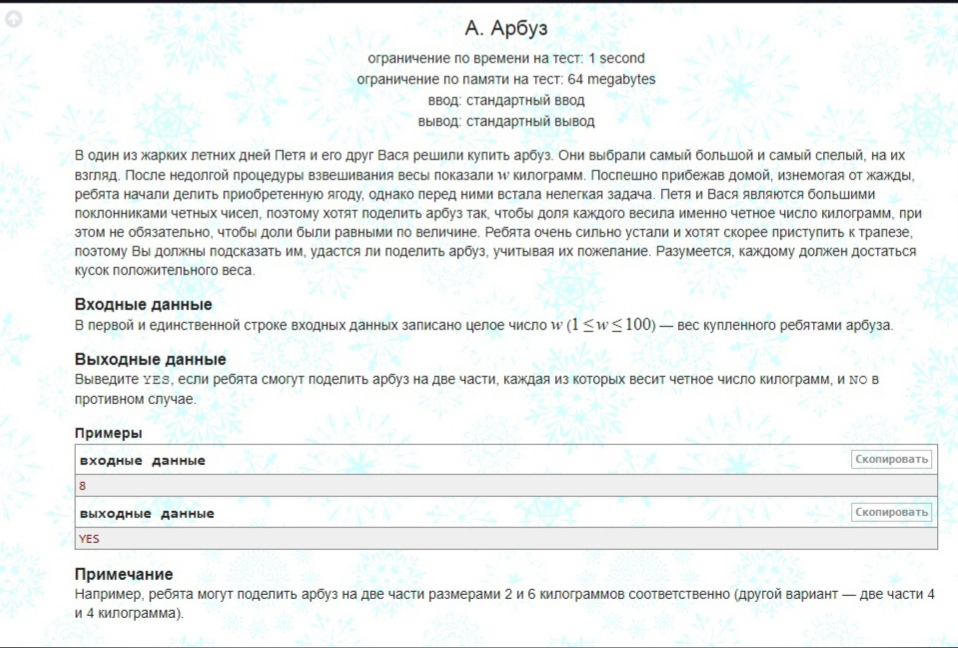 А. Арбуз
ограничение по времени на тест: 1 second
ограничение по памяти на тест: 64 megabytes
ввод: стандартный ввод
вывод: стандартный вывод
В один из жарких летних дней Петя и его друг Вася решили купить арбуз. Они выбрали самый большой и самый спелый, на их
взгляд. После недолгой процедуры взвешивания весы показали w килограмм. Поспешно прибежав домой, изнемогая от жажды,
ребята начали делить приобретенную ягоду, однако перед ними встала нелегкая задача. Петя и Вася являются большими
поклонниками четных чисел, поэтому хотят поделить арбуз так, чтобы доля каждого весила именно четное число килограмм, при
этом не обязательно, чтобы доли были равными по величине. Ребята очень сильно устали и хотят скорее приступить к трапезе,
поэтому Вы должны подсказать им, удастся ли поделить арбуз, учитывая их пожелание. Разумеется, каждому должен достаться
кусок положительного веса.
Входные данные
В первой и единственной строке входных данных записано целое число w (1 ≤ w ≤ 100) — вес купленного ребятами арбуза.
Выходные данные
Выведите YES, если ребята смогут поделить арбуз на две части, каждая из которых весит четное число килограмм, и NO в
противном случае.
Примеры
входные данные
Скопировать
8
выходные данные
Скопировать
YES
Примечание
Например, ребята могут поделить арбуз на две части размерами 2 и 6 килограммов соответственно (другой вариант — две части 4
и 4 килограмма).